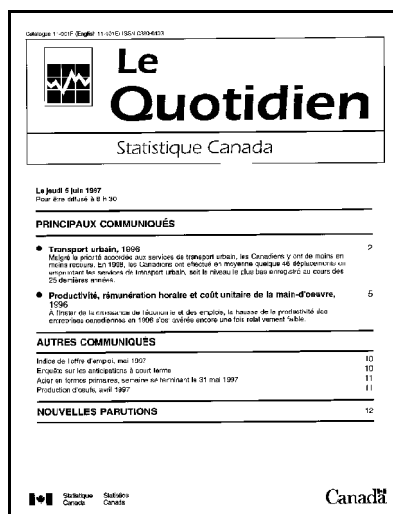 Catalogue 11-001F (English 11-001E) ISSN 0380-6103
Le
Quotidien
Statistique Canada
Le jeudi 5 juin 1997
Pour être diffusé à 8 h 30
PRINCIPAUX COMMUNIQUÉS
● Transport urbain, 1996 2
Malgré la priorité accordée aux services de transport urbain, les Canadiens y ont de moins en
moins recours. En 1996, les Canadiens ont effectué en moyenne quelque 46 déplacements en
empruntant les services de transport urbain, soit le niveau le plus bas enregistré au cours des
25 dernières années.
● Productivité, rémunération horaire et coût unitaire de la main-d'oeuvre, 5
1996
À l'instar de la croissance de l'économie et des emplois, la hausse de la productivité des
entreprises canadiennes en 1996 s'est avérée encore une fois relativement faible.
AUTRES COMMUNIQUÉS
Indice de l'offre d'emploi, mai 1997 10
Enquête sur les anticipations à court terme 10
Acier en formes primaires, semaine se terminant le 31 mai 1997 11
Production d'oeufs, avril 1997 11
NOUVELLES PARUTIONS 12
Statistique Statistics
Canada Canada
Canada